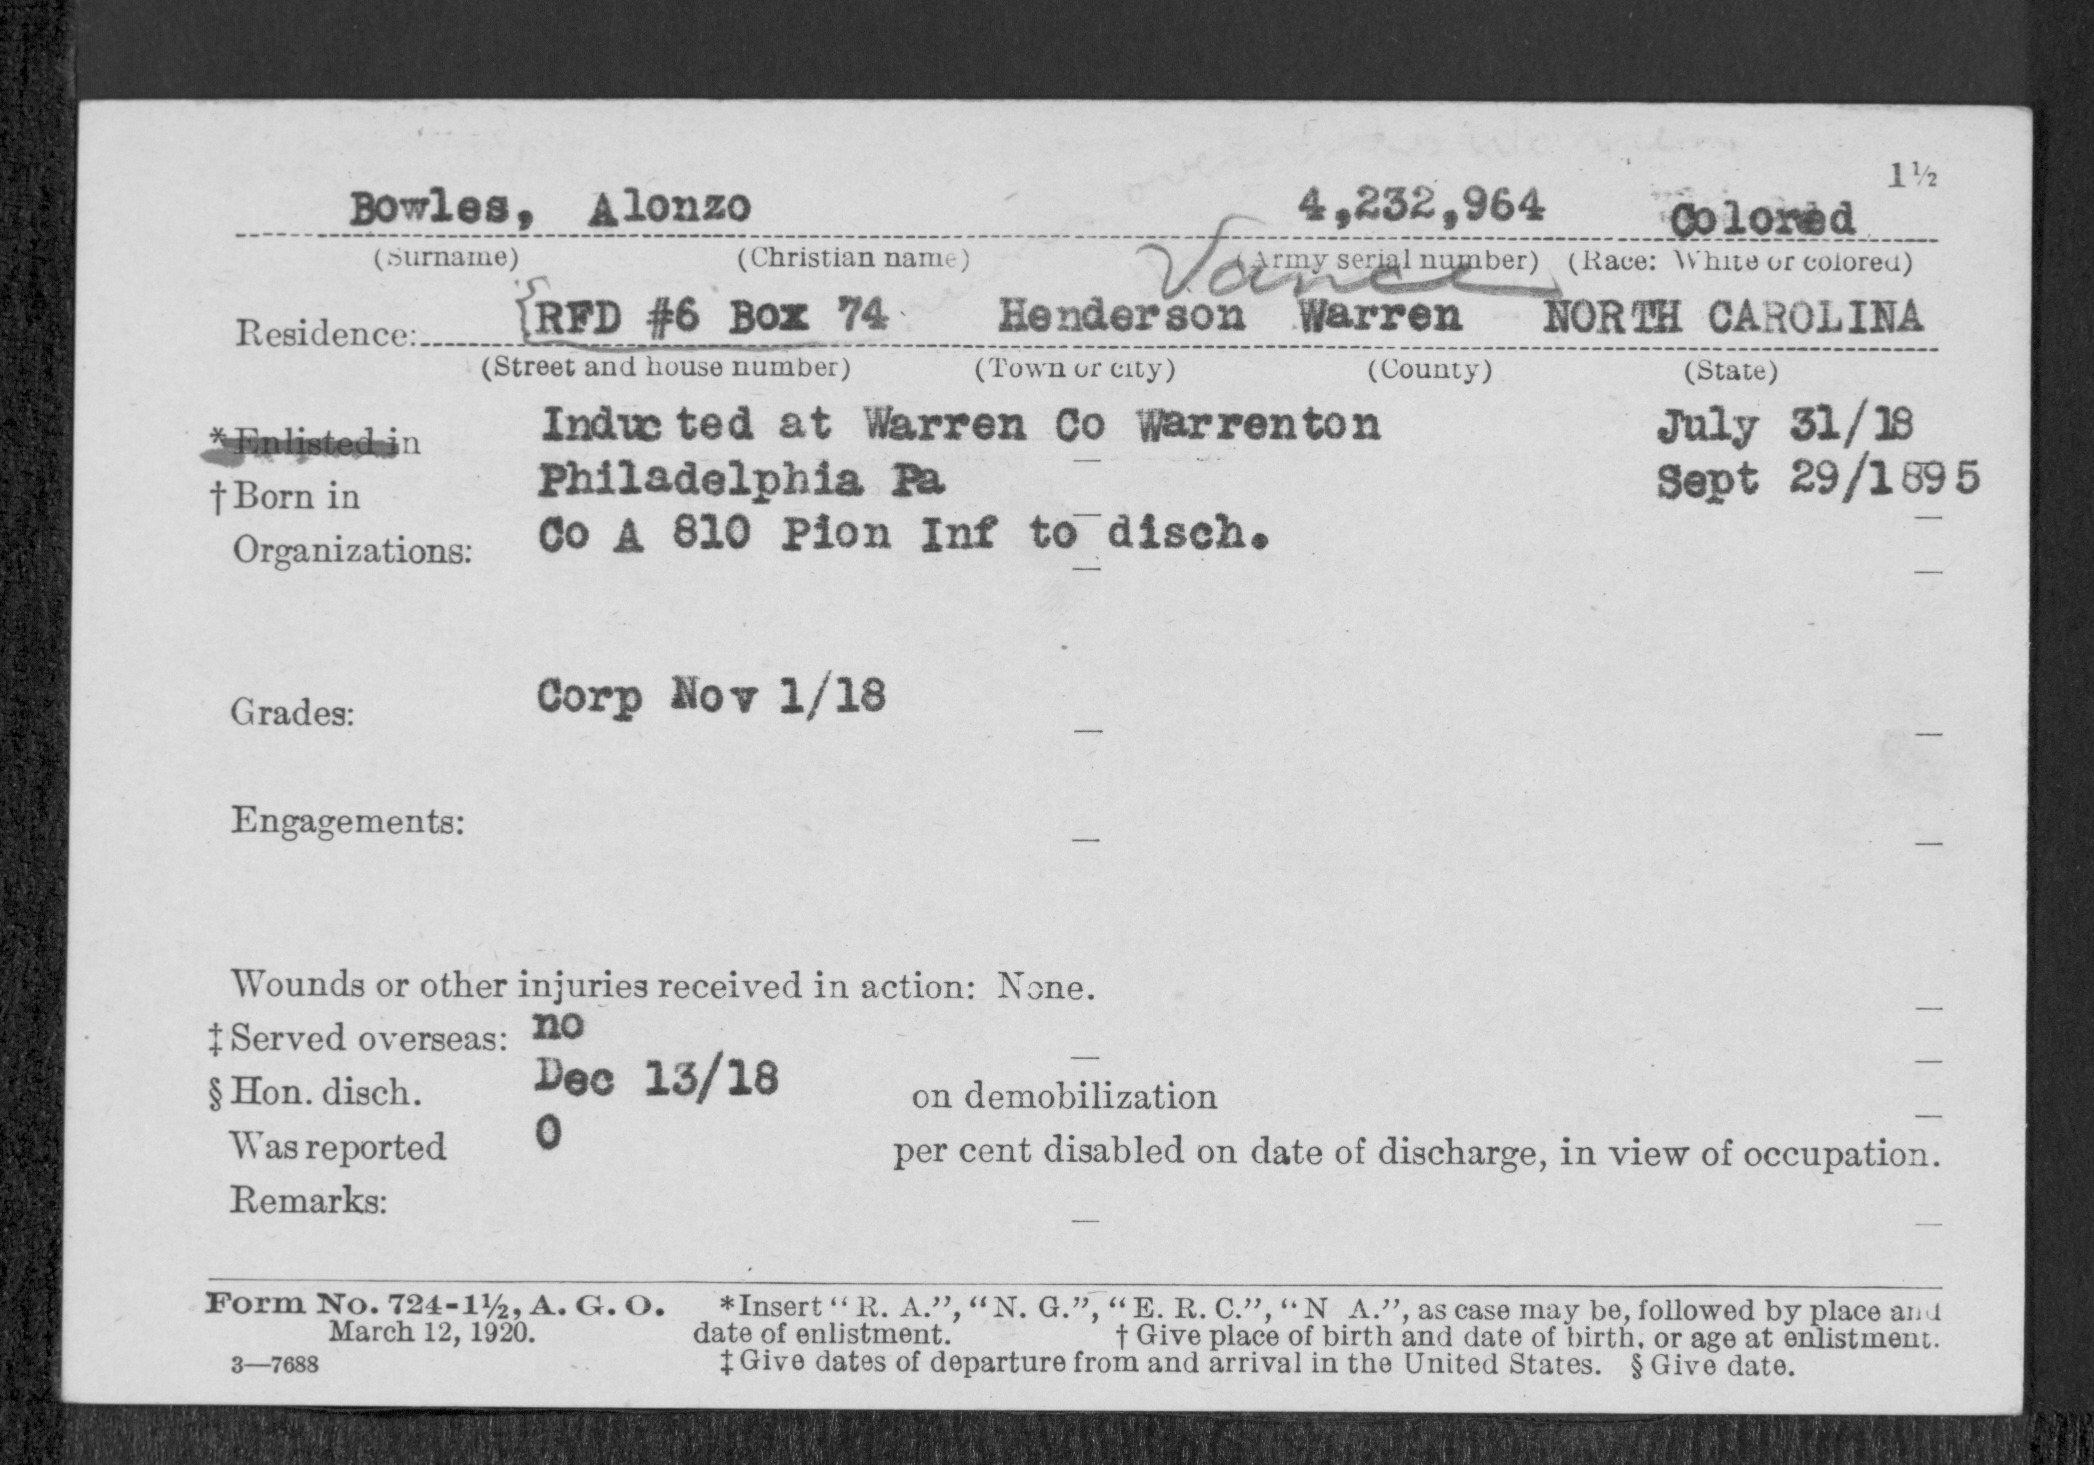 1½
Bowles, Alonzo 4,232,964 Colored
(Surname) (Christian name) (Army serial number) (Race: White or colored)
Vance
Residence: {RFD #6 Box 74 Henderson Warren NORTH CAROLINA
(Street and house number) (Town or city) (County) (State)
*Enlisted in Inducted at Warren Co Warrenton July 31/18
†Born in Philadelphia Pa Sept 29/1895
Organizations: Co A 810 Pion Inf to disch.
Grades: Corp Nov 1/18
Engagements:
Wounds or other injuries received in action: None.
‡Served overseas: no
§Hon. disch. Dec 13/18 on demobilization
Was reported 0 per cent disabled on date of discharge, in view of occupation.
Remarks:
Form No. 724-1½, A. G. O. *Insert "R. A.", "N. G.", "E. R. C.", "N A.", as case may be, followed by place and
March 12, 1920. date of enlistment. †Give place of birth and date of birth, or age at enlistment.
3—7688 ‡Give dates of departure from and arrival in the United States. §Give date.